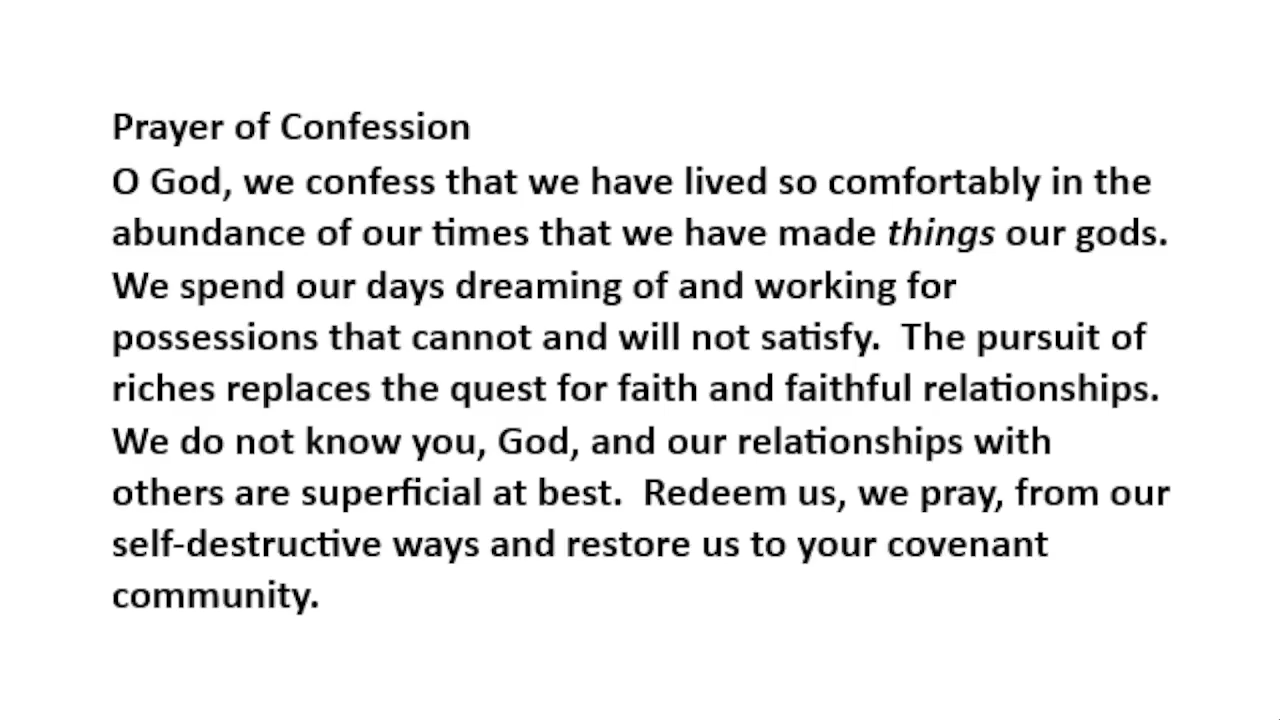 Prayer of Confession
O God, we confess that we have lived so comfortably in the
abundance of our times that we have made things our gods.
We spend our days dreaming of and working for
possessions that cannot and will not satisfy.  The pursuit of
riches replaces the quest for faith and faithful relationships.
We do not know you, God, and our relationships with
others are superficial at best.  Redeem us, we pray, from our
self-destructive ways and restore us to your covenant
community.